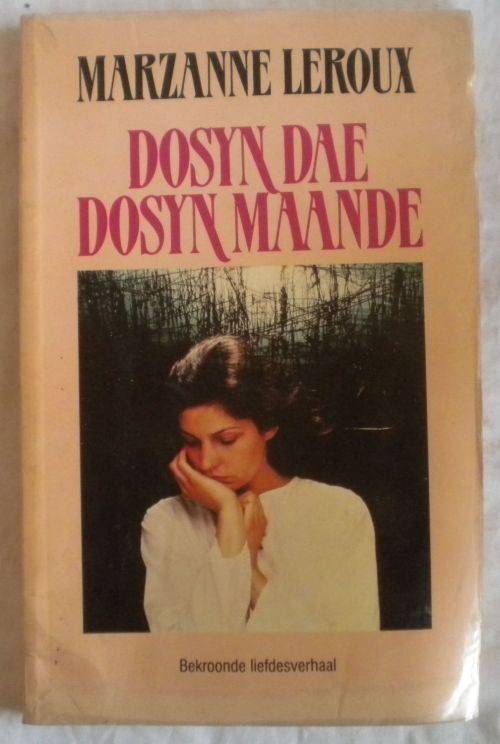 MARZANNE LEROUX
DOSYN DAE
DOSYN MAANDE
Bekroonde liefdesverhaal